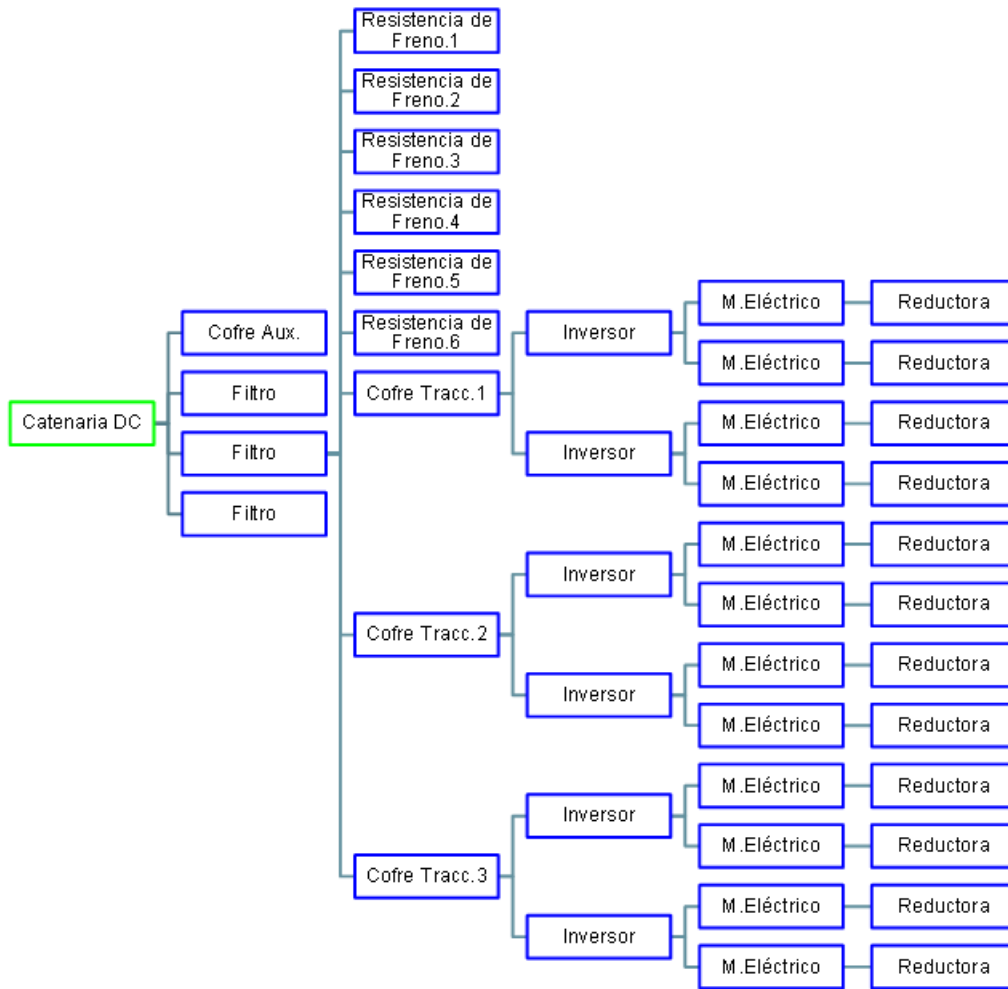 Resistencia de
Freno.1
Resistencia de
Freno.2
Resistencia de
Freno.3
Resistencia de
Freno.4
Resistencia de
Freno.5
Resistencia de
Freno.6
Catenaria DC
Cofre Aux.
Filtro
Filtro
Filtro
Cofre Tracc.1
Inversor
M.Eléctrico
Reductora
M.Eléctrico
Reductora
Inversor
M.Eléctrico
Reductora
M.Eléctrico
Reductora
Cofre Tracc.2
Inversor
M.Eléctrico
Reductora
M.Eléctrico
Reductora
Inversor
M.Eléctrico
Reductora
M.Eléctrico
Reductora
Cofre Tracc.3
Inversor
M.Eléctrico
Reductora
M.Eléctrico
Reductora
Inversor
M.Eléctrico
Reductora
M.Eléctrico
Reductora